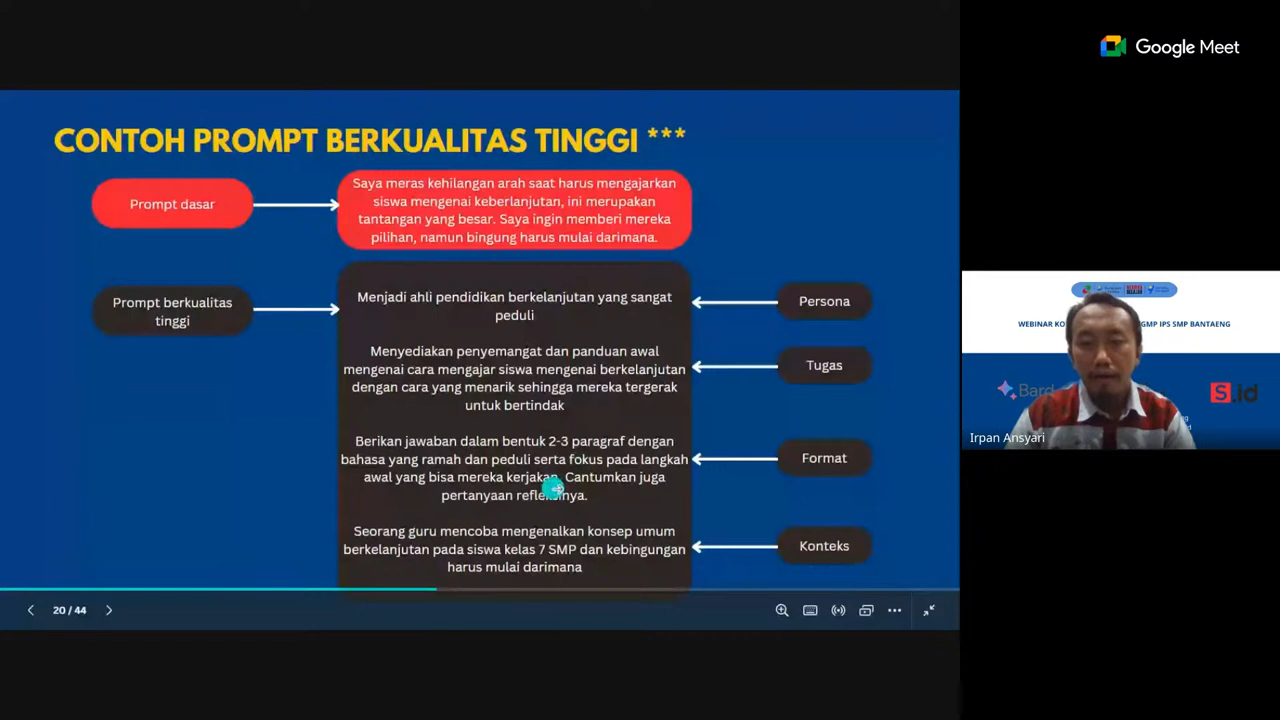 Google Meet
CONTOH PROMPT BERKUALITAS TINGGI ***
Prompt dasar
Saya meras kehilangan arah saat harus mengajarkan
siswa mengenai keberlanjutan, ini merupakan
tantangan yang besar. Saya ingin memberi mereka
pilihan, namun bingung harus mulai darimana.
Prompt berkualitas
tinggi
Menjadi ahli pendidikan berkelanjutan yang sangat
peduli
Persona
Menyediakan penyemangat dan panduan awal
mengenai cara mengajar siswa mengenai berkelanjutan
dengan cara yang menarik sehingga mereka tergerak
untuk bertindak
Tugas
Berikan jawaban dalam bentuk 2-3 paragraf dengan
bahasa yang ramah dan peduli serta fokus pada langkah
awal yang bisa mereka kerjakan. Cantumkan juga
pertanyaan refleksinya.
Format
Seorang guru mencoba mengenalkan konsep umum
berkelanjutan pada siswa kelas 7 SMP dan kebingungan
harus mulai darimana
Konteks
20 / 44
WEBINAR GMP IPS SMP BANTAENG
Bard
S.id
Irpan Ansyari